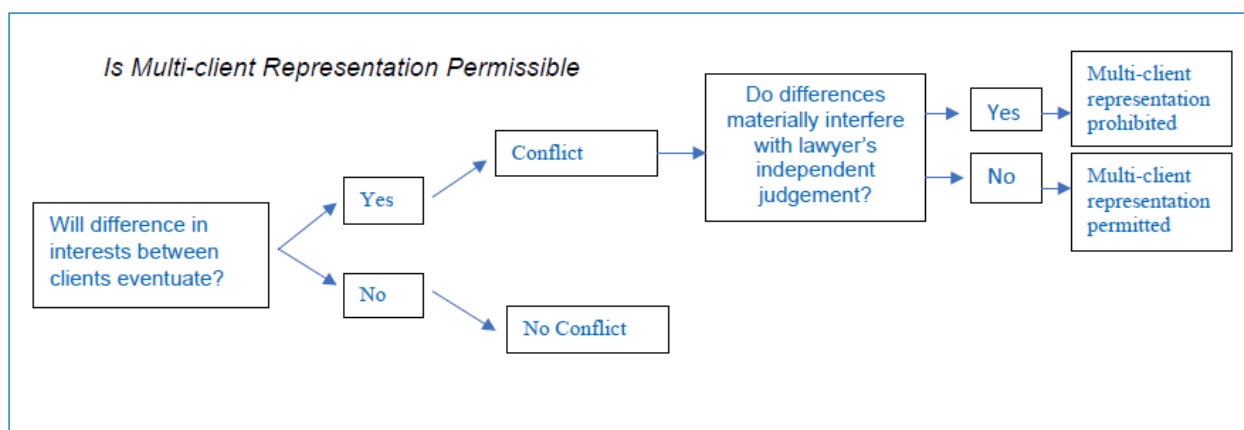 Is Multi-client Representation Permissible
Will difference in
interests between
clients eventuate?
Yes
No
Conflict
No Conflict
Do differences
materially interfere
with lawyer's
independent
judgement?
Yes
No
Multi-client
representation
prohibited
Multi-client
representation
permitted